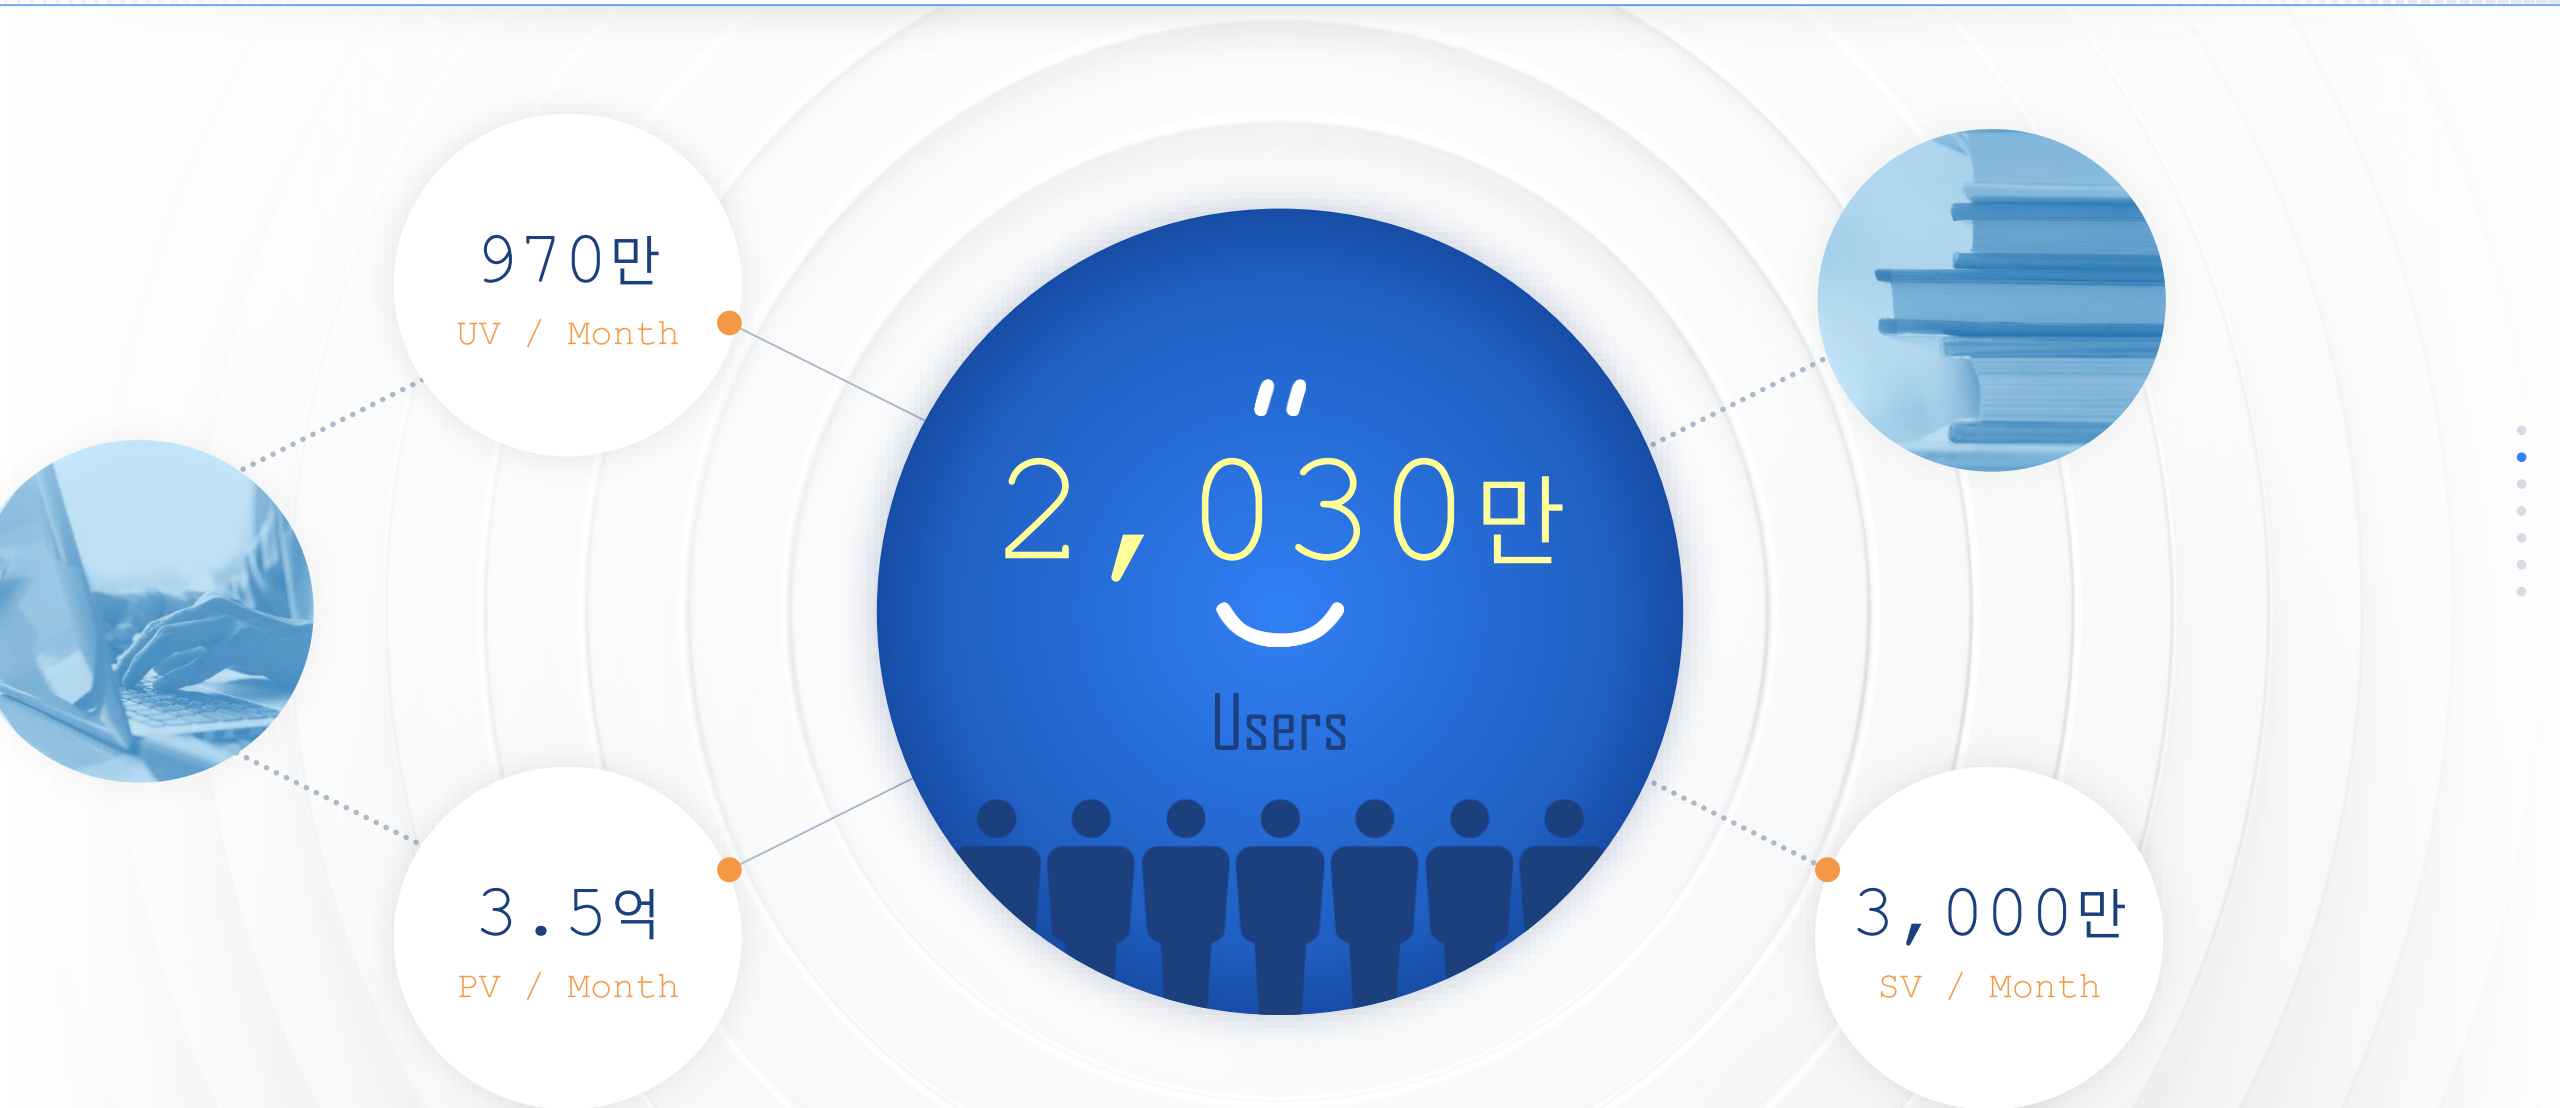 970만
UV / Month
2,030만
Users
3.5억
PV / Month
3,000만
SV / Month